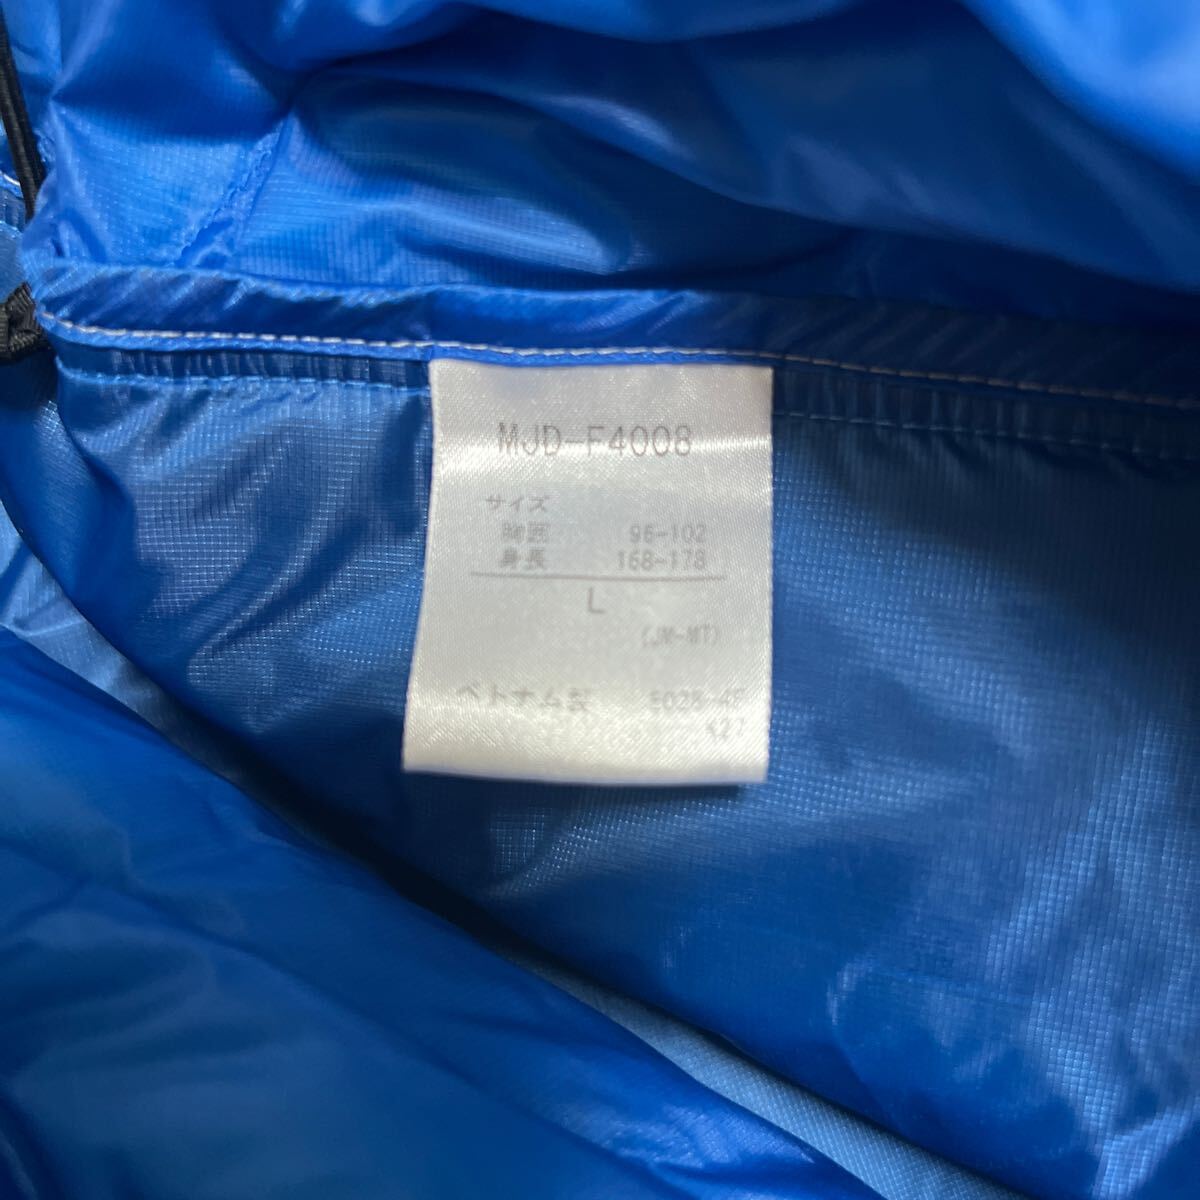 MJD-F4008
サイズ
胸囲 96-102
身長 168-178
L
(JM-MT)
ベトナム製